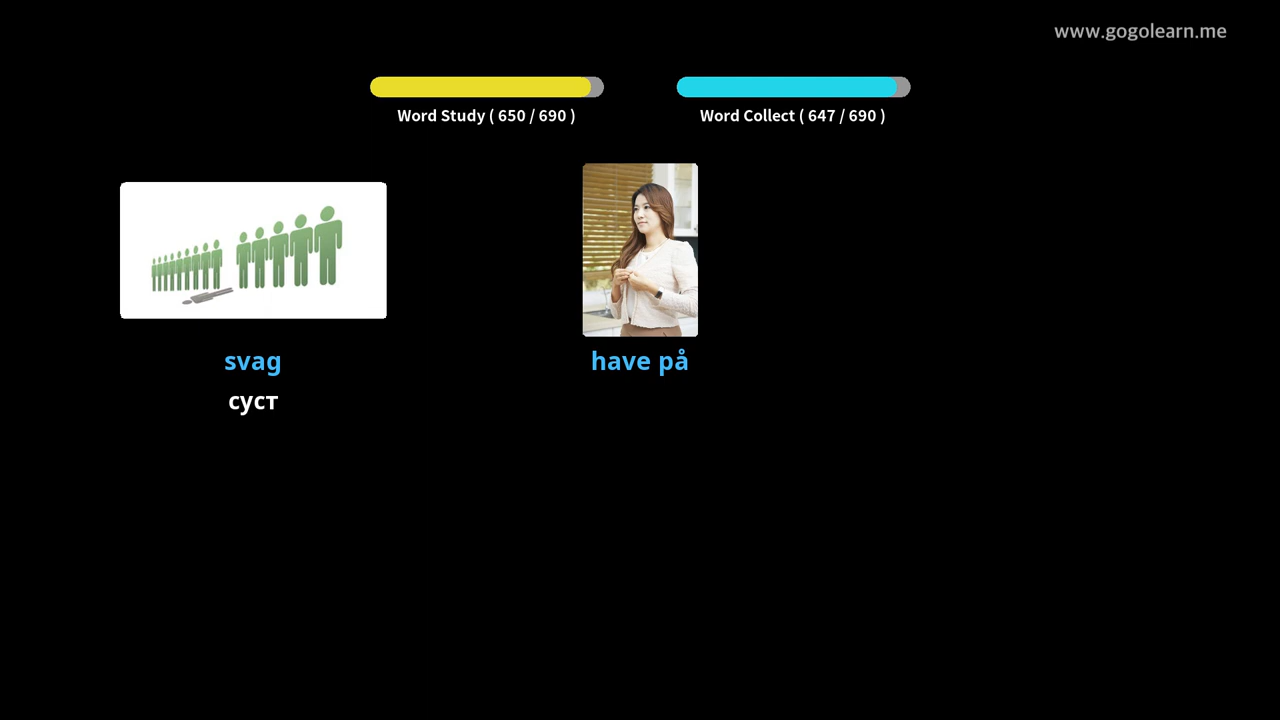 www.gogolearn.me
Word Study ( 650 / 690 )
Word Collect ( 647 / 690 )
svag
суст
have på